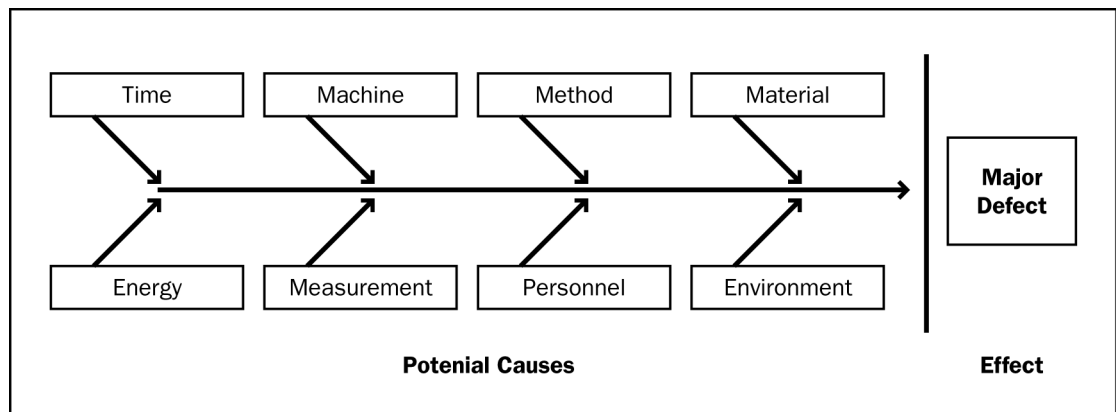 Time
Machine
Method
Material
Major
Defect
Energy
Measurement
Personnel
Environment
Potenial Causes
Effect